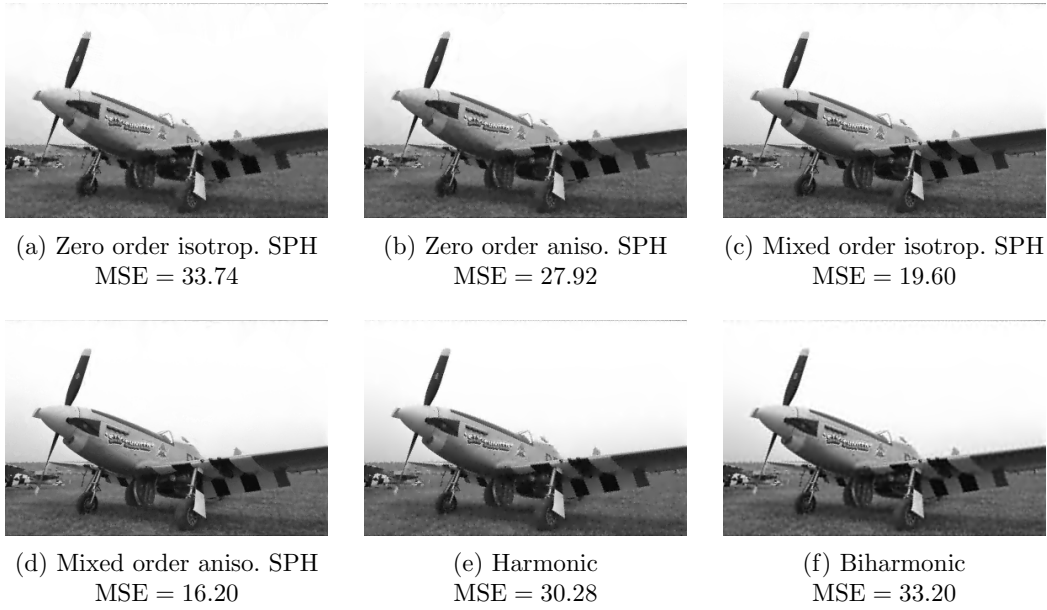 (a) Zero order isotrop. SPH
MSE = 33.74
(b) Zero order aniso. SPH
MSE = 27.92
(c) Mixed order isotrop. SPH
MSE = 19.60
(d) Mixed order aniso. SPH
MSE = 16.20
(e) Harmonic
MSE = 30.28
(f) Biharmonic
MSE = 33.20